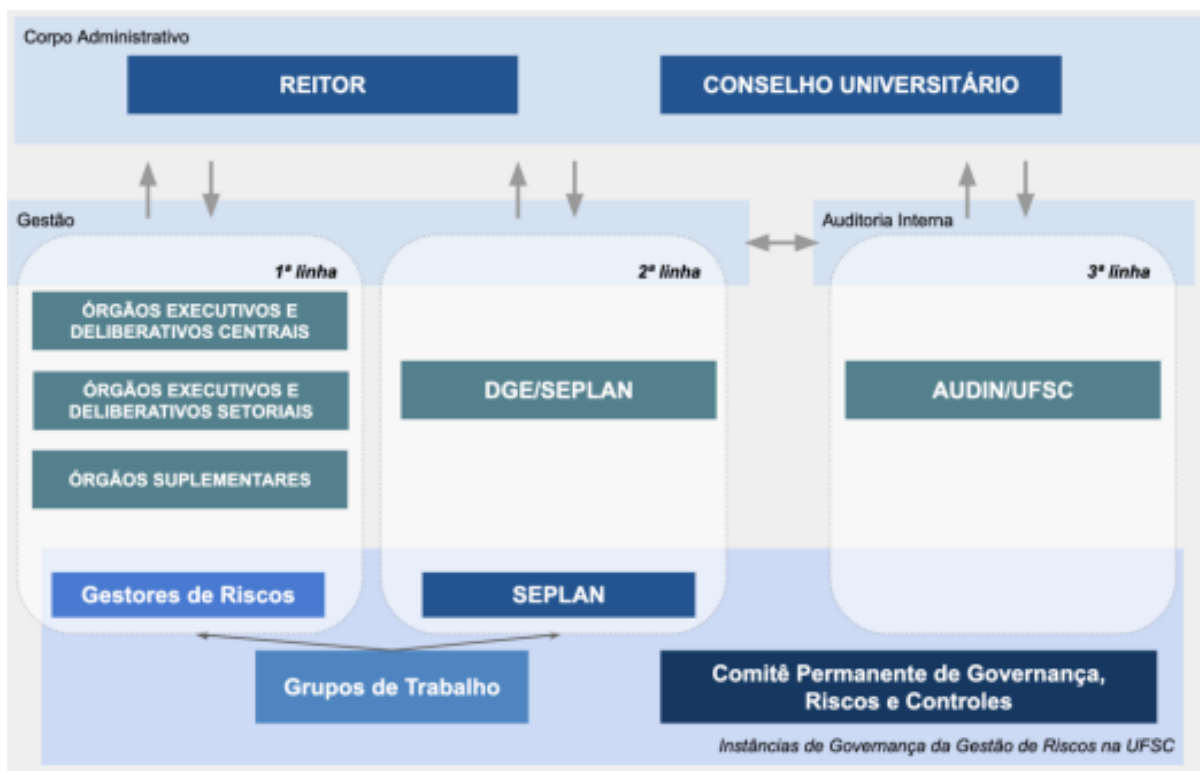 Corpo Administrativo
REITOR
CONSELHO UNIVERSITÁRIO
Gestão
Auditoria Interna
1ª linha
2ª linha
3ª linha
ÓRGÃOS EXECUTIVOS E
DELIBERATIVOS CENTRAIS
ÓRGÃOS EXECUTIVOS E
DELIBERATIVOS SETORIAIS
DGE/SEPLAN
AUDIN/UFSC
ÓRGÃOS SUPLEMENTARES
Gestores de Riscos
SEPLAN
Grupos de Trabalho
Comitê Permanente de Governança,
Riscos e Controles
Instâncias de Governança da Gestão de Riscos na UFSC